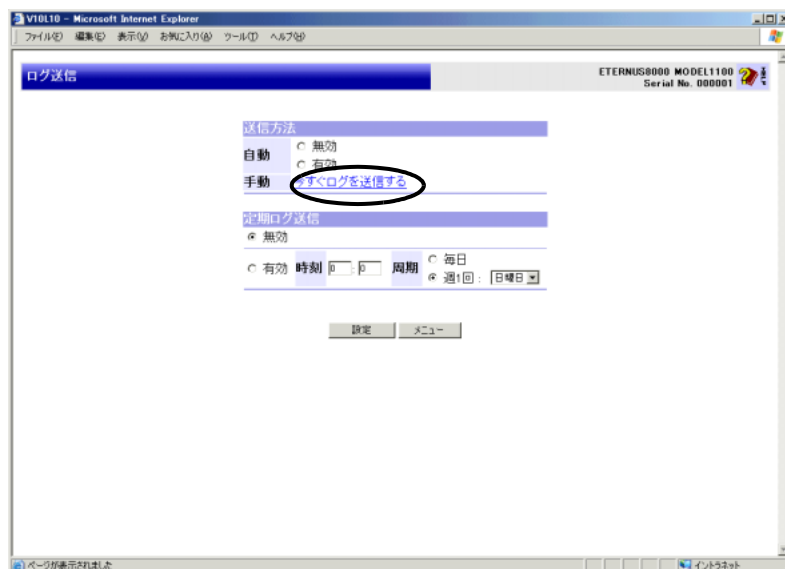 V10L10 - Microsoft Internet Explorer
ファイル(F) 編集(E) 表示(V) お気に入り(A) ツール(T) ヘルプ(H)
ログ送信
ETERNUS8000 MODEL1100
Serial No. 000001
送信方法
自動 無効
有効
手動 今すぐログを送信する
定期ログ送信
無効
有効 時刻 0 : 0 周期 毎日
週1回 : 日曜日
設定 メニュー
ページが表示されました イントラネット